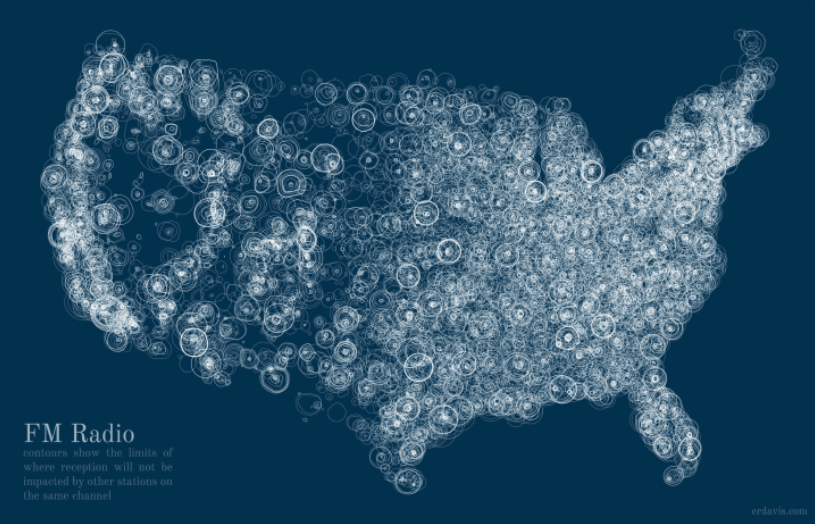 FM Radio
contours show the limits of
where reception will not be
impacted by other stations on
the same channel
erdavis.com